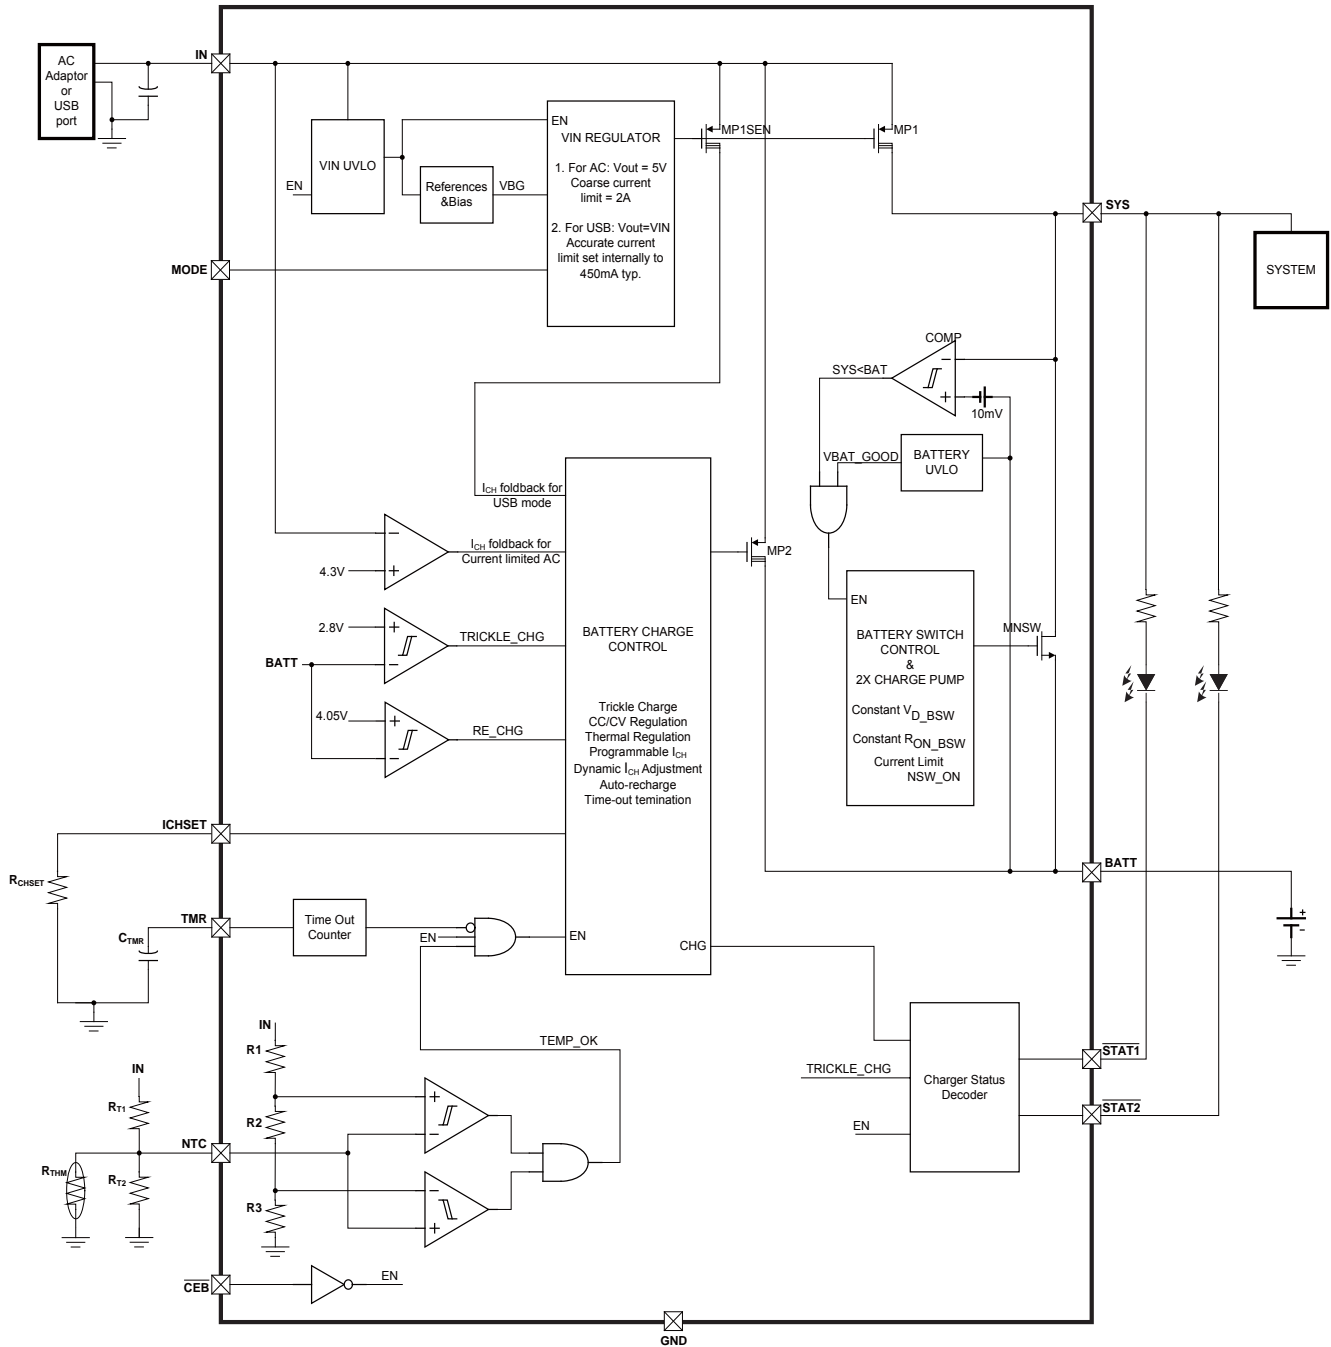 IN
AC
Adaptor
or
USB
port
EN
VIN REGULATOR
MP1SEN
MP1
VIN UVLO
1. For AC: Vout = 5V
Coarse current
limit = 2A
References
&Bias
VBG
EN
2. For USB: Vout=VIN
Accurate current
limit set internally to
450mA typ.
MODE
SYS
SYSTEM
COMP
−
SYS<BAT
+
10mV
VBAT_GOOD
BATTERY
UVLO
ICH foldback for
USB mode
−
ICH foldback for
Current limited AC
4.3V
+
MP2
EN
2.8V
+
TRICKLE_CHG
BATT
−
BATTERY CHARGE
CONTROL
BATTERY SWITCH
CONTROL
&
2X CHARGE PUMP
MNSW
Constant VD_BSW
Constant RON_BSW
Current Limit
NSW_ON
4.05V
+
RE_CHG
−
Trickle Charge
CC/CV Regulation
Thermal Regulation
Programmable ICH
Dynamic ICH Adjustment
Auto-recharge
Time-out temination
ICHSET
RCHSET
BATT
+
−
TMR
CTMR
Time Out
Counter
EN
EN
CHG
IN
R1
TEMP_OK
STAT1
TRICKLE_CHG
Charger Status
Decoder
IN
RT1
+
R2
−
STAT2
EN
NTC
RTHM
RT2
−
R3
+
CEB
EN
GND